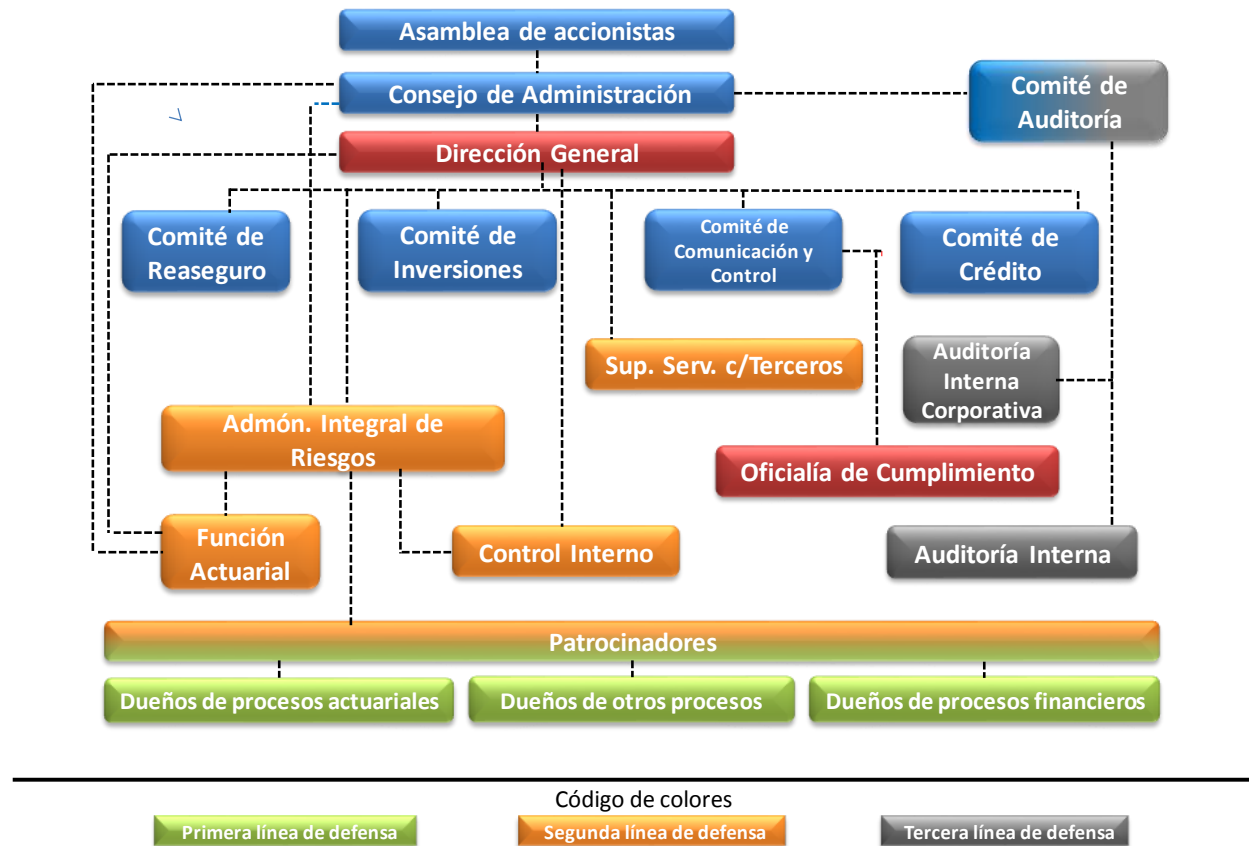 Asamblea de accionistas
Consejo de Administración
Comité de
Auditoría
Dirección General
Comité de
Reaseguro
Comité de
Inversiones
Comité de
Comunicación y
Control
Comité de
Crédito
Sup. Serv. c/Terceros
Auditoría
Interna
Corporativa
Admón. Integral de
Riesgos
Oficialía de Cumplimiento
Función
Actuarial
Control Interno
Auditoría Interna
Patrocinadores
Dueños de procesos actuariales
Dueños de otros procesos
Dueños de procesos financieros
Código de colores
Primera línea de defensa
Segunda línea de defensa
Tercera línea de defensa